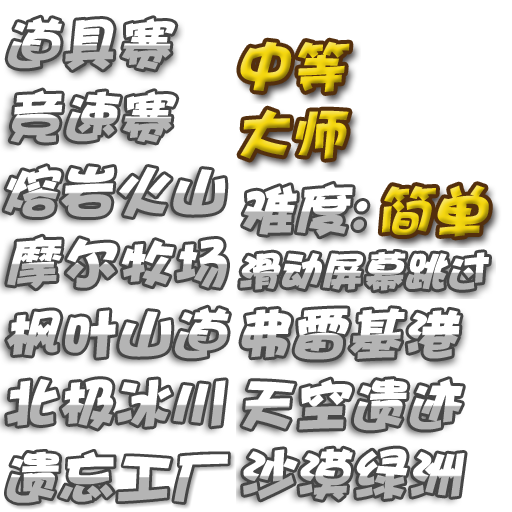 道具赛
竞速赛
熔岩火山
摩尔牧场
枫叶山道
北极冰川
遗忘工厂
中等
大师
难度:简单
滑动屏幕跳过
弗雷基港
天空遗迹
沙漠绿洲